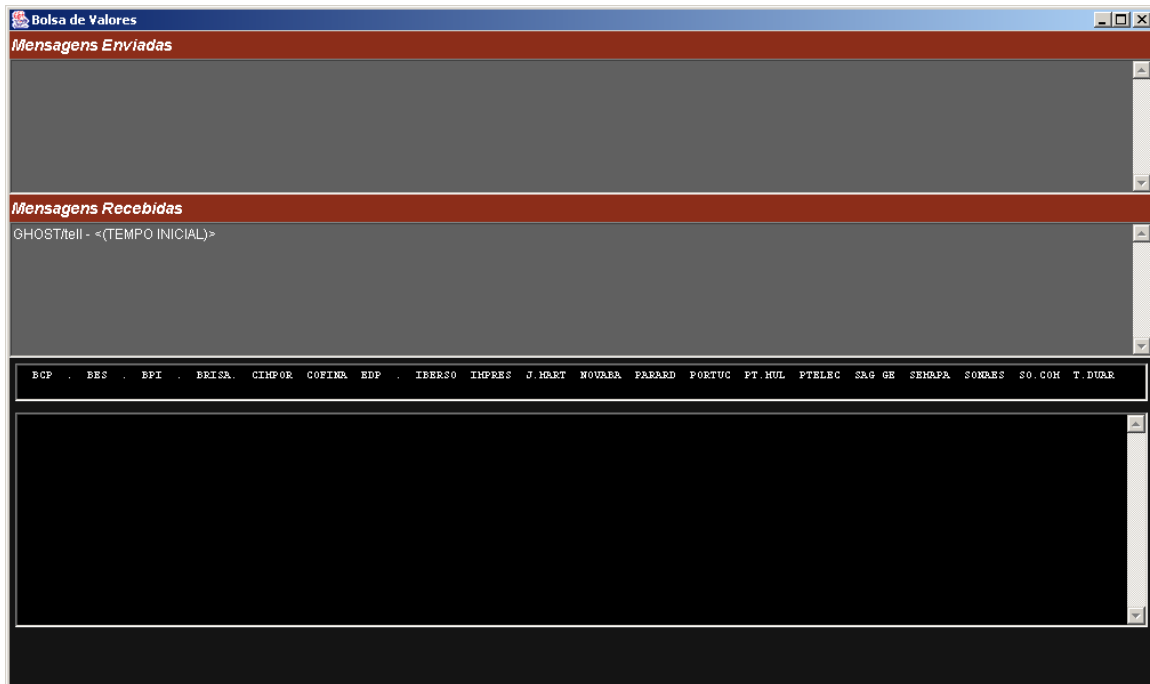 Bolsa de Valores
Mensagens Enviadas
Mensagens Recebidas
GHOST/tell - <(TEMPO INICIAL)>
BCP . BES . BPI . BRISA. CIMPOR COFINA EDP . IBERSO IMPRES J.MART NOVABA PARARD PORTUC PT.MUL PTELEC SAG GE SEMAPA SONAES SO.COM T.DUAR